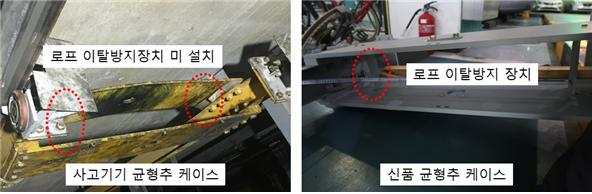 로프 이탈방지장치 미 설치
로프 이탈방지 장치
사고기기 균형추 케이스
신품 균형추 케이스